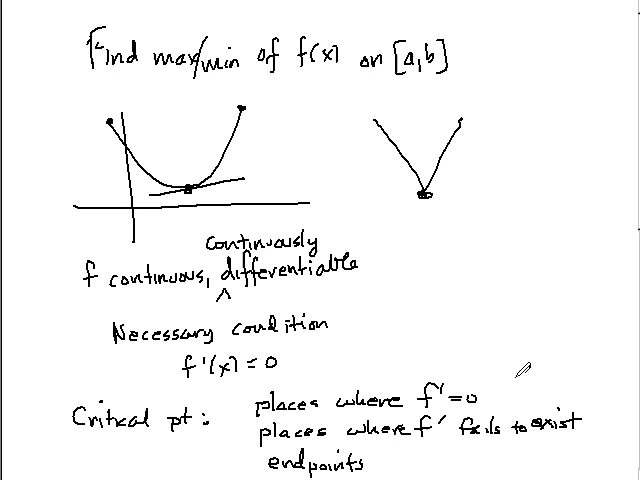 Find max/min of f(x) on [a,b]
continuously
f continuous, differentiable
^
Necessary condition
f'(x) = 0
Critical pt: places where f' = 0
places where f' fails to exist
endpoints